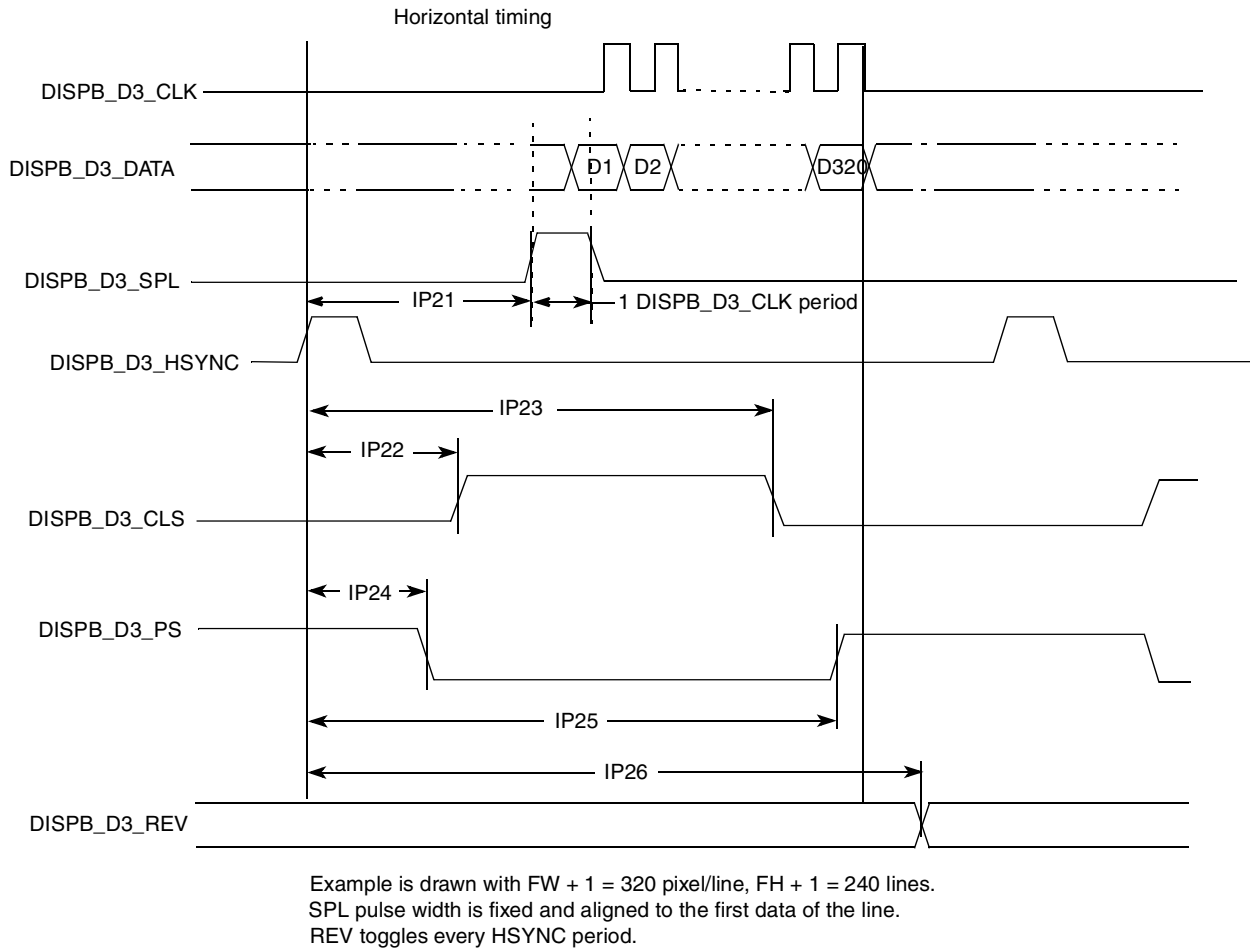 Horizontal timing
DISPB_D3_CLK
DISPB_D3_DATA
D1
D2
D320
DISPB_D3_SPL
IP21
1 DISPB_D3_CLK period
DISPB_D3_HSYNC
IP23
IP22
DISPB_D3_CLS
IP24
DISPB_D3_PS
IP25
IP26
DISPB_D3_REV
Example is drawn with FW + 1 = 320 pixel/line, FH + 1 = 240 lines.
SPL pulse width is fixed and aligned to the first data of the line.
REV toggles every HSYNC period.